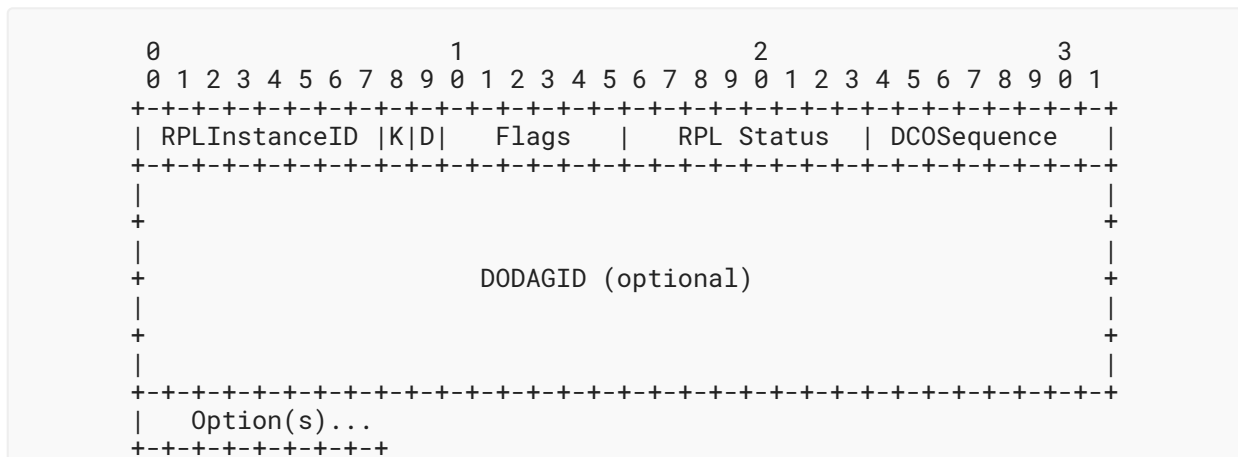 0                   1                   2                   3
 0 1 2 3 4 5 6 7 8 9 0 1 2 3 4 5 6 7 8 9 0 1 2 3 4 5 6 7 8 9 0 1
+-+-+-+-+-+-+-+-+-+-+-+-+-+-+-+-+-+-+-+-+-+-+-+-+-+-+-+-+-+-+-+-+
| RPLInstanceID |K|D|   Flags   |   RPL Status  | DCOSequence   |
+-+-+-+-+-+-+-+-+-+-+-+-+-+-+-+-+-+-+-+-+-+-+-+-+-+-+-+-+-+-+-+-+
|                                                               |
+                                                               +
|                                                               |
+                      DODAGID (optional)                       +
|                                                               |
+                                                               +
|                                                               |
+-+-+-+-+-+-+-+-+-+-+-+-+-+-+-+-+-+-+-+-+-+-+-+-+-+-+-+-+-+-+-+-+
|   Option(s)...
+-+-+-+-+-+-+-+-+